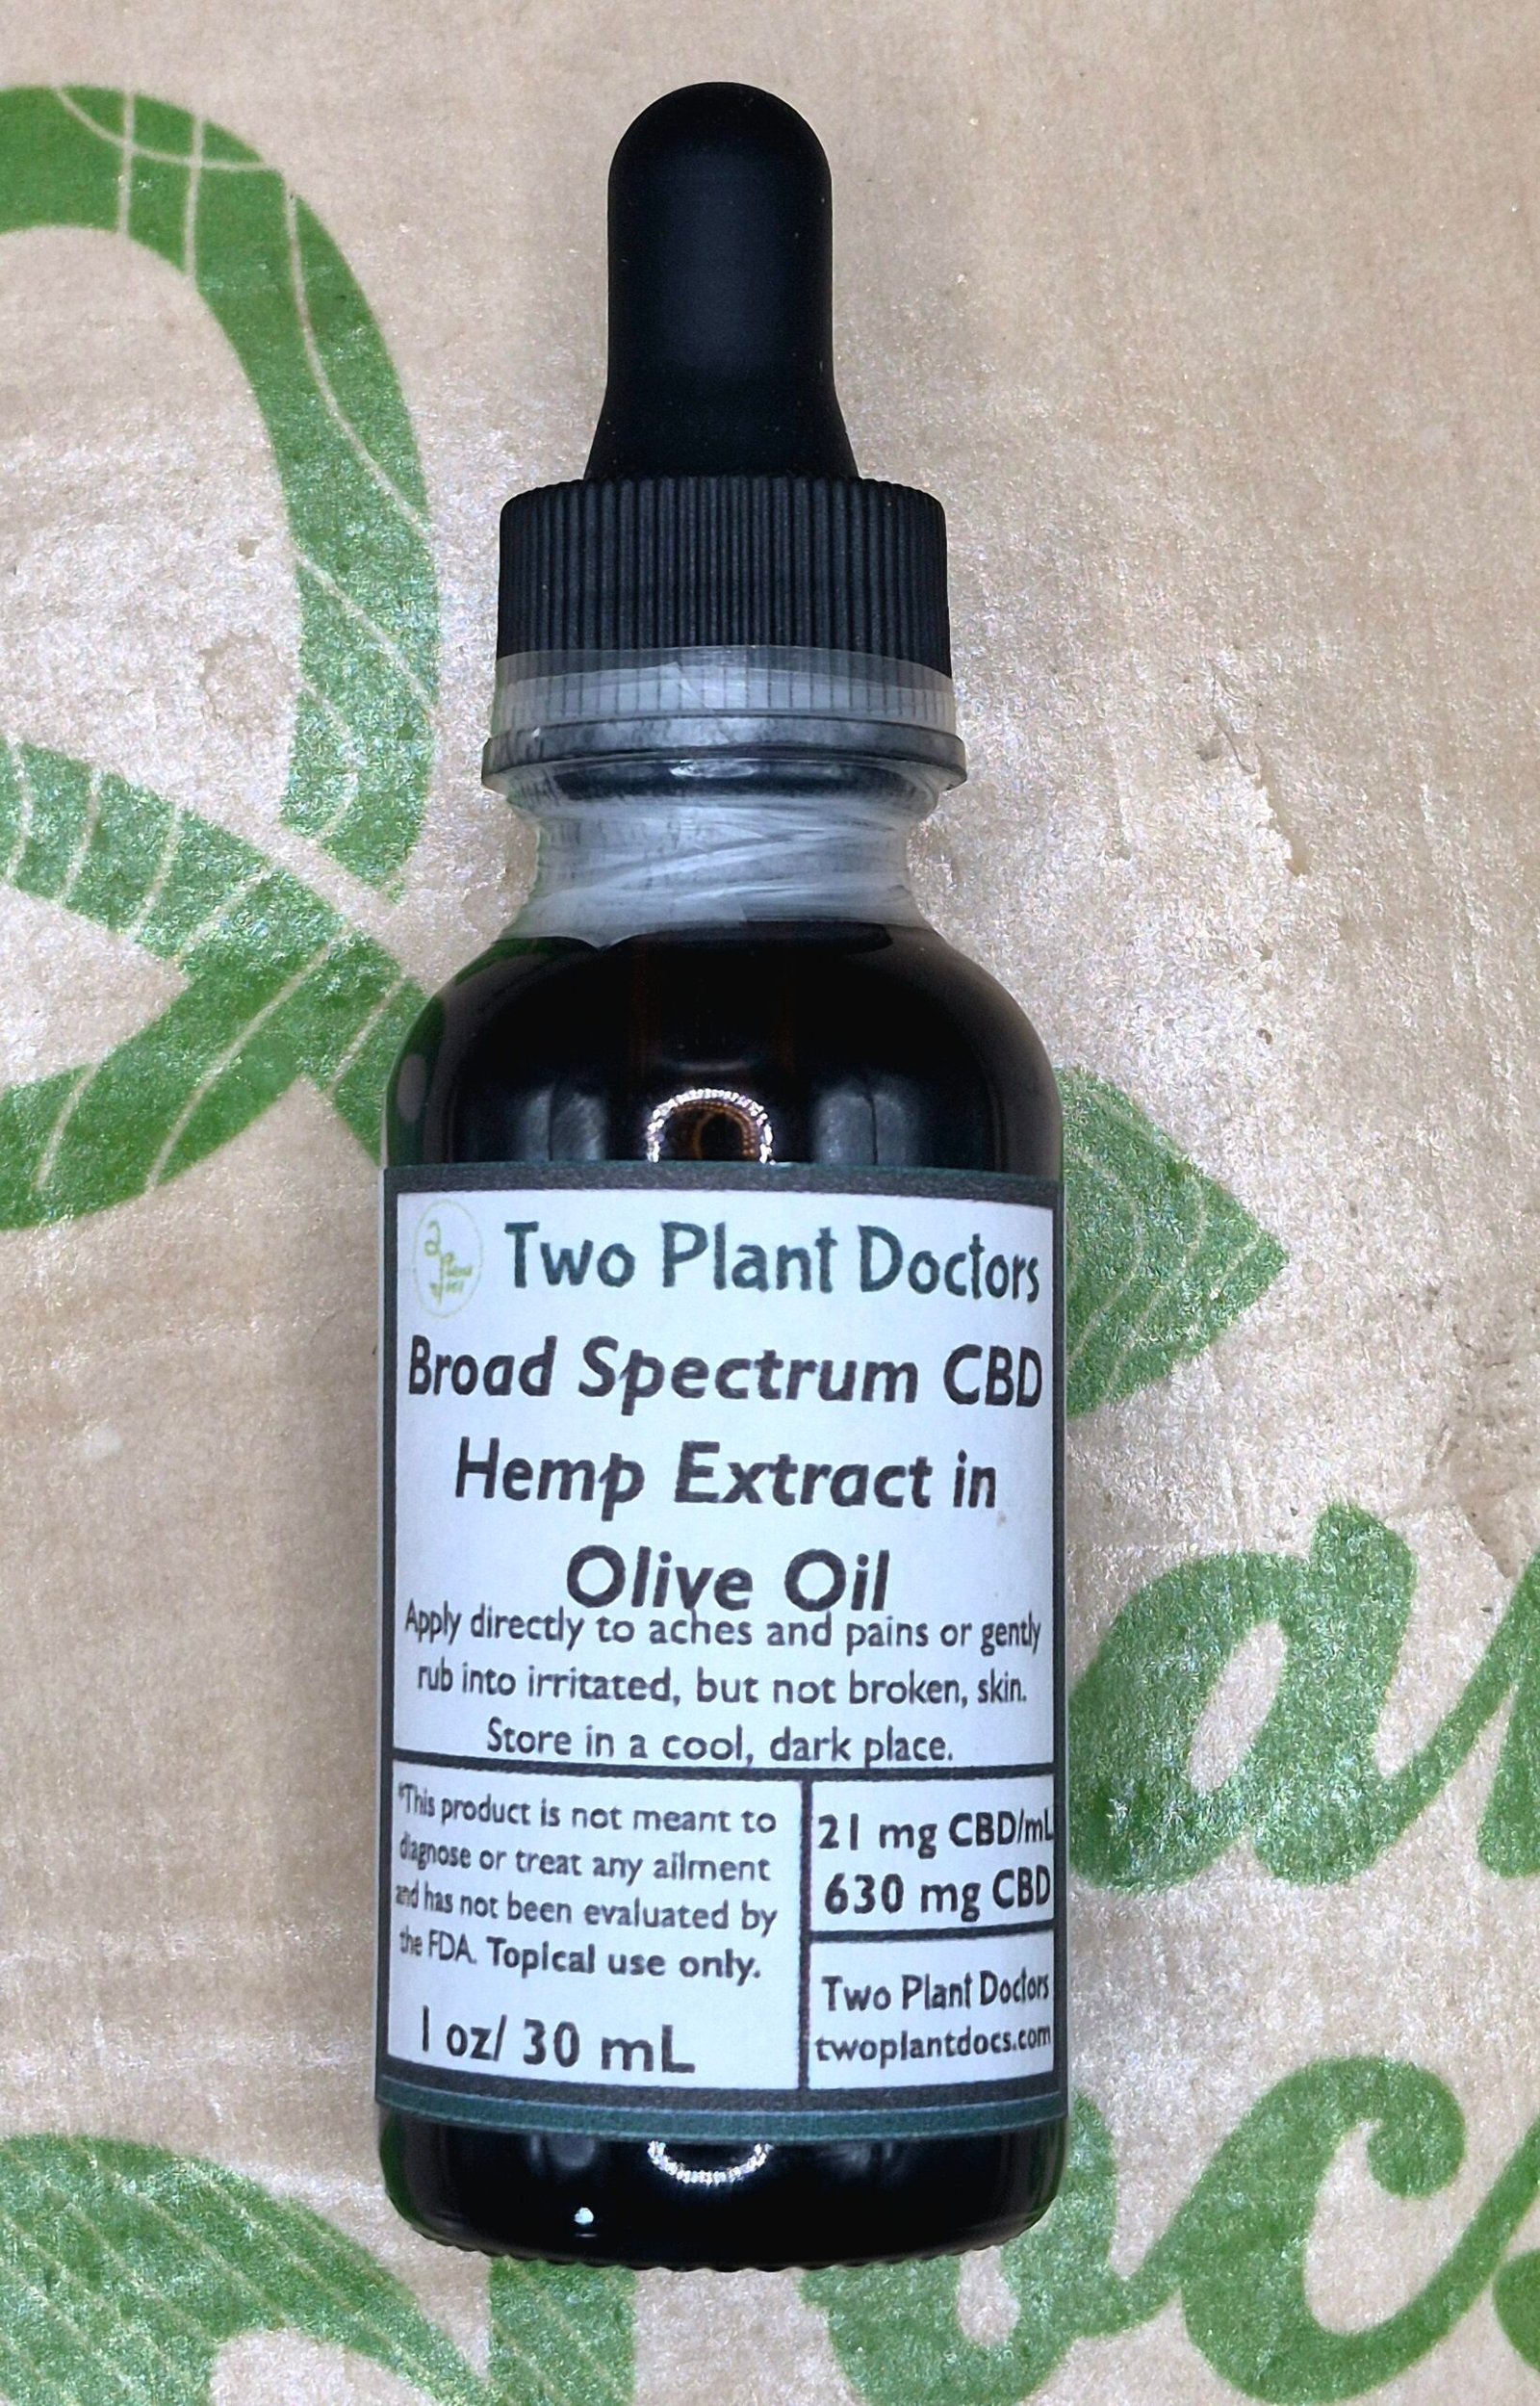 Two Plant Doctors
Broad Spectrum CBD
Hemp Extract in
Olive Oil
Apply directly to aches and pains or gently
rub into irritated, but not broken, skin.
Store in a cool, dark place.
*This product is not meant to
diagnose or treat any ailment
and has not been evaluated by
the FDA. Topical use only.
1 oz/ 30 mL
21 mg CBD/mL
630 mg CBD
Two Plant Doctors
twoplantdocs.com